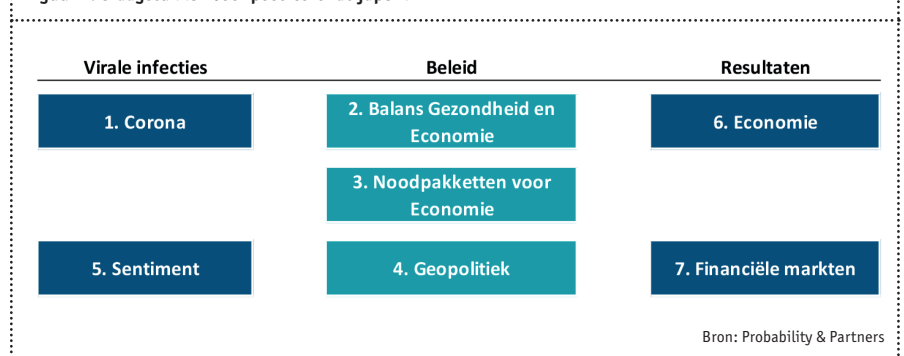 Virale infecties
Beleid
Resultaten
1. Corona
2. Balans Gezondheid en
Economie
6. Economie
3. Noodpakketten voor
Economie
5. Sentiment
4. Geopolitiek
7. Financiële markten
Bron: Probability & Partners